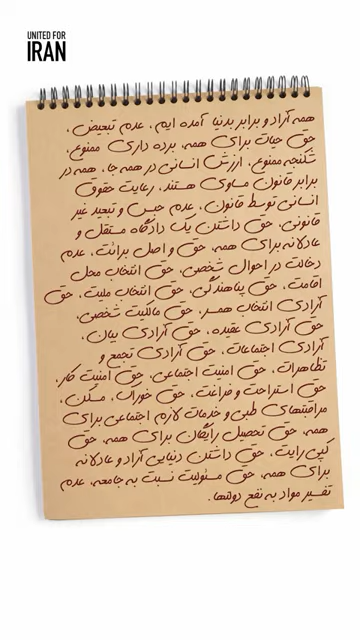 UNITED FOR
IRAN
همه آزاد و برابر بدنیا آمده ایم، عدم تبعیض،
حق حیات برای همه، برده داری ممنوع،
شکنجه ممنوع، ارزش انسانی در همه جا، همه در
برابر قانون مساوی هستند، رعایت حقوق
انسانی توسط قانون، عدم حبس و تبعید غیر
قانونی، حق داشتن یک دادگاه مستقل و
عادلانه برای همه، حق و اصل برائت، عدم
دخالت در احوال شخصی، حق انتخاب محل
اقامت، حق پناهندگی، حق انتخاب ملیت، حق
آزادی انتخاب همسر، حق مالکیت شخصی،
حق آزادی عقیده، حق آزادی بیان،
آزادی اجتماعات، حق آزادی تجمع و
تظاهرات، حق امنیت اجتماعی، حق امنیت کار،
حق استراحت و فراغت، حق خوراک، مسکن،
مراقبتهای طبی و خدمات لازم اجتماعی برای
همه، حق تحصیل رایگان برای همه، حق
کپی رایت، حق داشتن دنیایی آزاد و عادلانه
برای همه، حق مسئولیت نسبت به جامعه، عدم
تفسیر مواد به نفع دولتها.